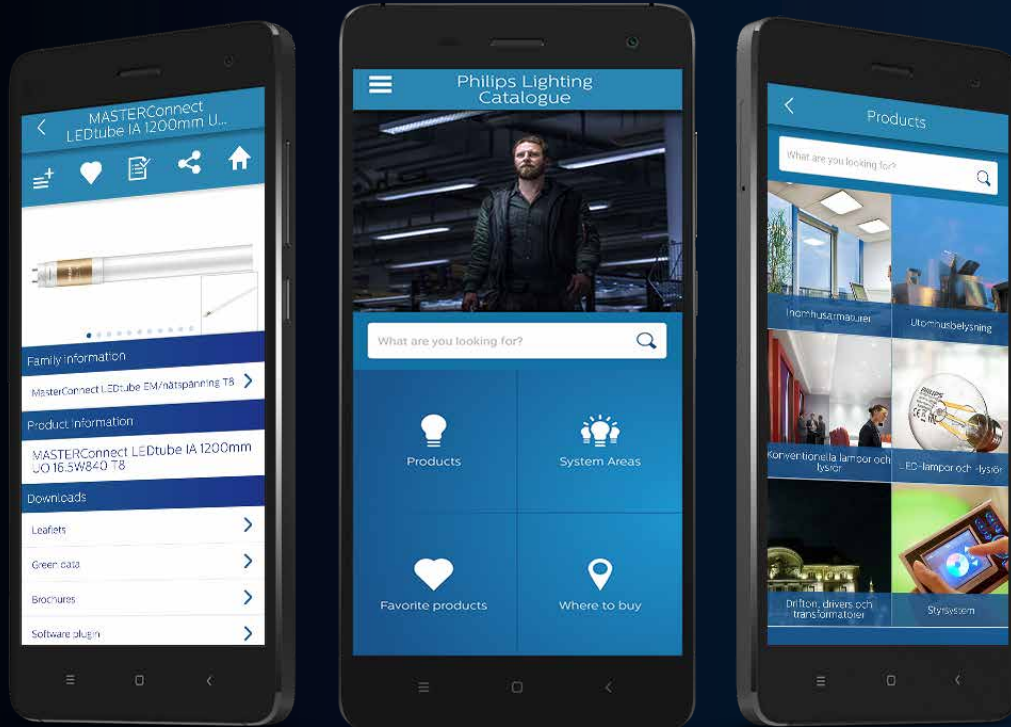 MASTERConnect
LEDtube IA 1200mm U...
Family information
MasterConnect LEDtube EM/nätspänning T8
Product information
MASTERConnect LEDtube IA 1200mm
UO 16.5W840 T8
Downloads
Leaflets
Green data
Brochures
Software plugin
Philips Lighting
Catalogue
What are you looking for?
Products
System Areas
Favorite products
Where to buy
Products
What are you looking for?
Inomhusarmaturer
Utomhusbelysning
Konventionella lampor och
lysrör
PHILIPS
LED-lampor och -lysrör
Driftdon, drivers och
transformatorer
Styrsystem